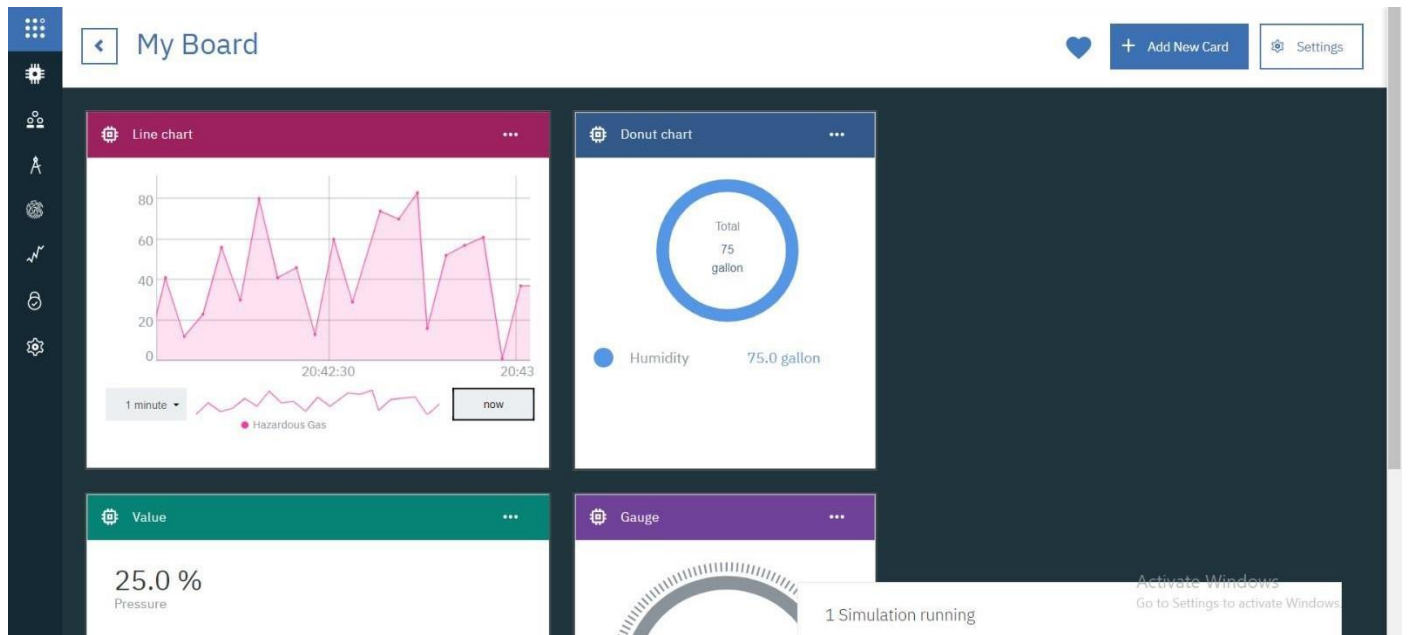 My Board
+ Add New Card
Settings
Line chart
80
60
40
20
0
20:42:30 20:43
1 minute
now
Hazardous Gas
Donut chart
Total
75
gallon
Humidity 75.0 gallon
Value
25.0 %
Pressure
Gauge
1 Simulation running
Activate Windows
Go to Settings to activate Windows.